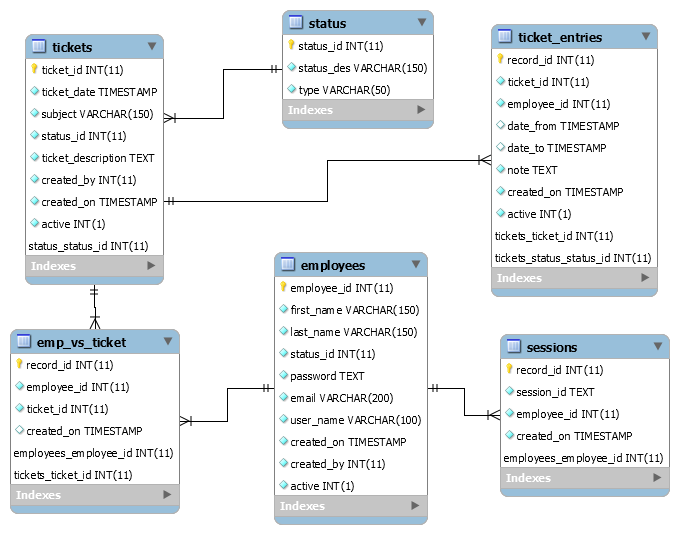 tickets
ticket_id INT(11)
ticket_date TIMESTAMP
subject VARCHAR(150)
status_id INT(11)
ticket_description TEXT
created_by INT(11)
created_on TIMESTAMP
active INT(1)
status_status_id INT(11)
Indexes
status
status_id INT(11)
status_des VARCHAR(150)
type VARCHAR(50)
Indexes
ticket_entries
record_id INT(11)
ticket_id INT(11)
employee_id INT(11)
date_from TIMESTAMP
date_to TIMESTAMP
note TEXT
created_on TIMESTAMP
active INT(1)
tickets_ticket_id INT(11)
tickets_status_status_id INT(11)
Indexes
emp_vs_ticket
record_id INT(11)
employee_id INT(11)
ticket_id INT(11)
created_on TIMESTAMP
employees_employee_id INT(11)
tickets_ticket_id INT(11)
Indexes
employees
employee_id INT(11)
first_name VARCHAR(150)
last_name VARCHAR(150)
status_id INT(11)
password TEXT
email VARCHAR(200)
user_name VARCHAR(100)
created_on TIMESTAMP
created_by INT(11)
active INT(1)
Indexes
sessions
record_id INT(11)
session_id TEXT
employee_id INT(11)
created_on TIMESTAMP
employees_employee_id INT(11)
Indexes